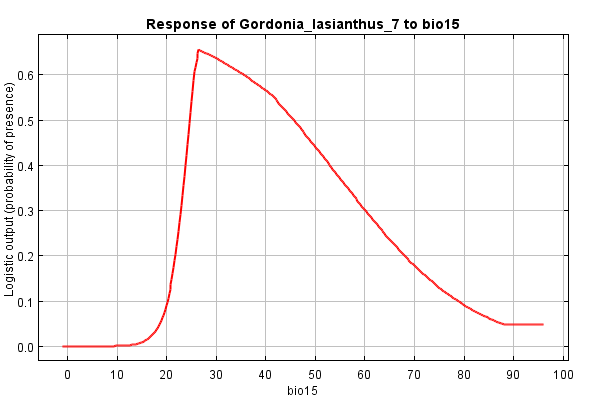 Response of Gordonia_lasianthus_7 to bio15
Logistic output (probability of presence)
0.6
0.5
0.4
0.3
0.2
0.1
0.0
0 10 20 30 40 50 60 70 80 90 100
bio15